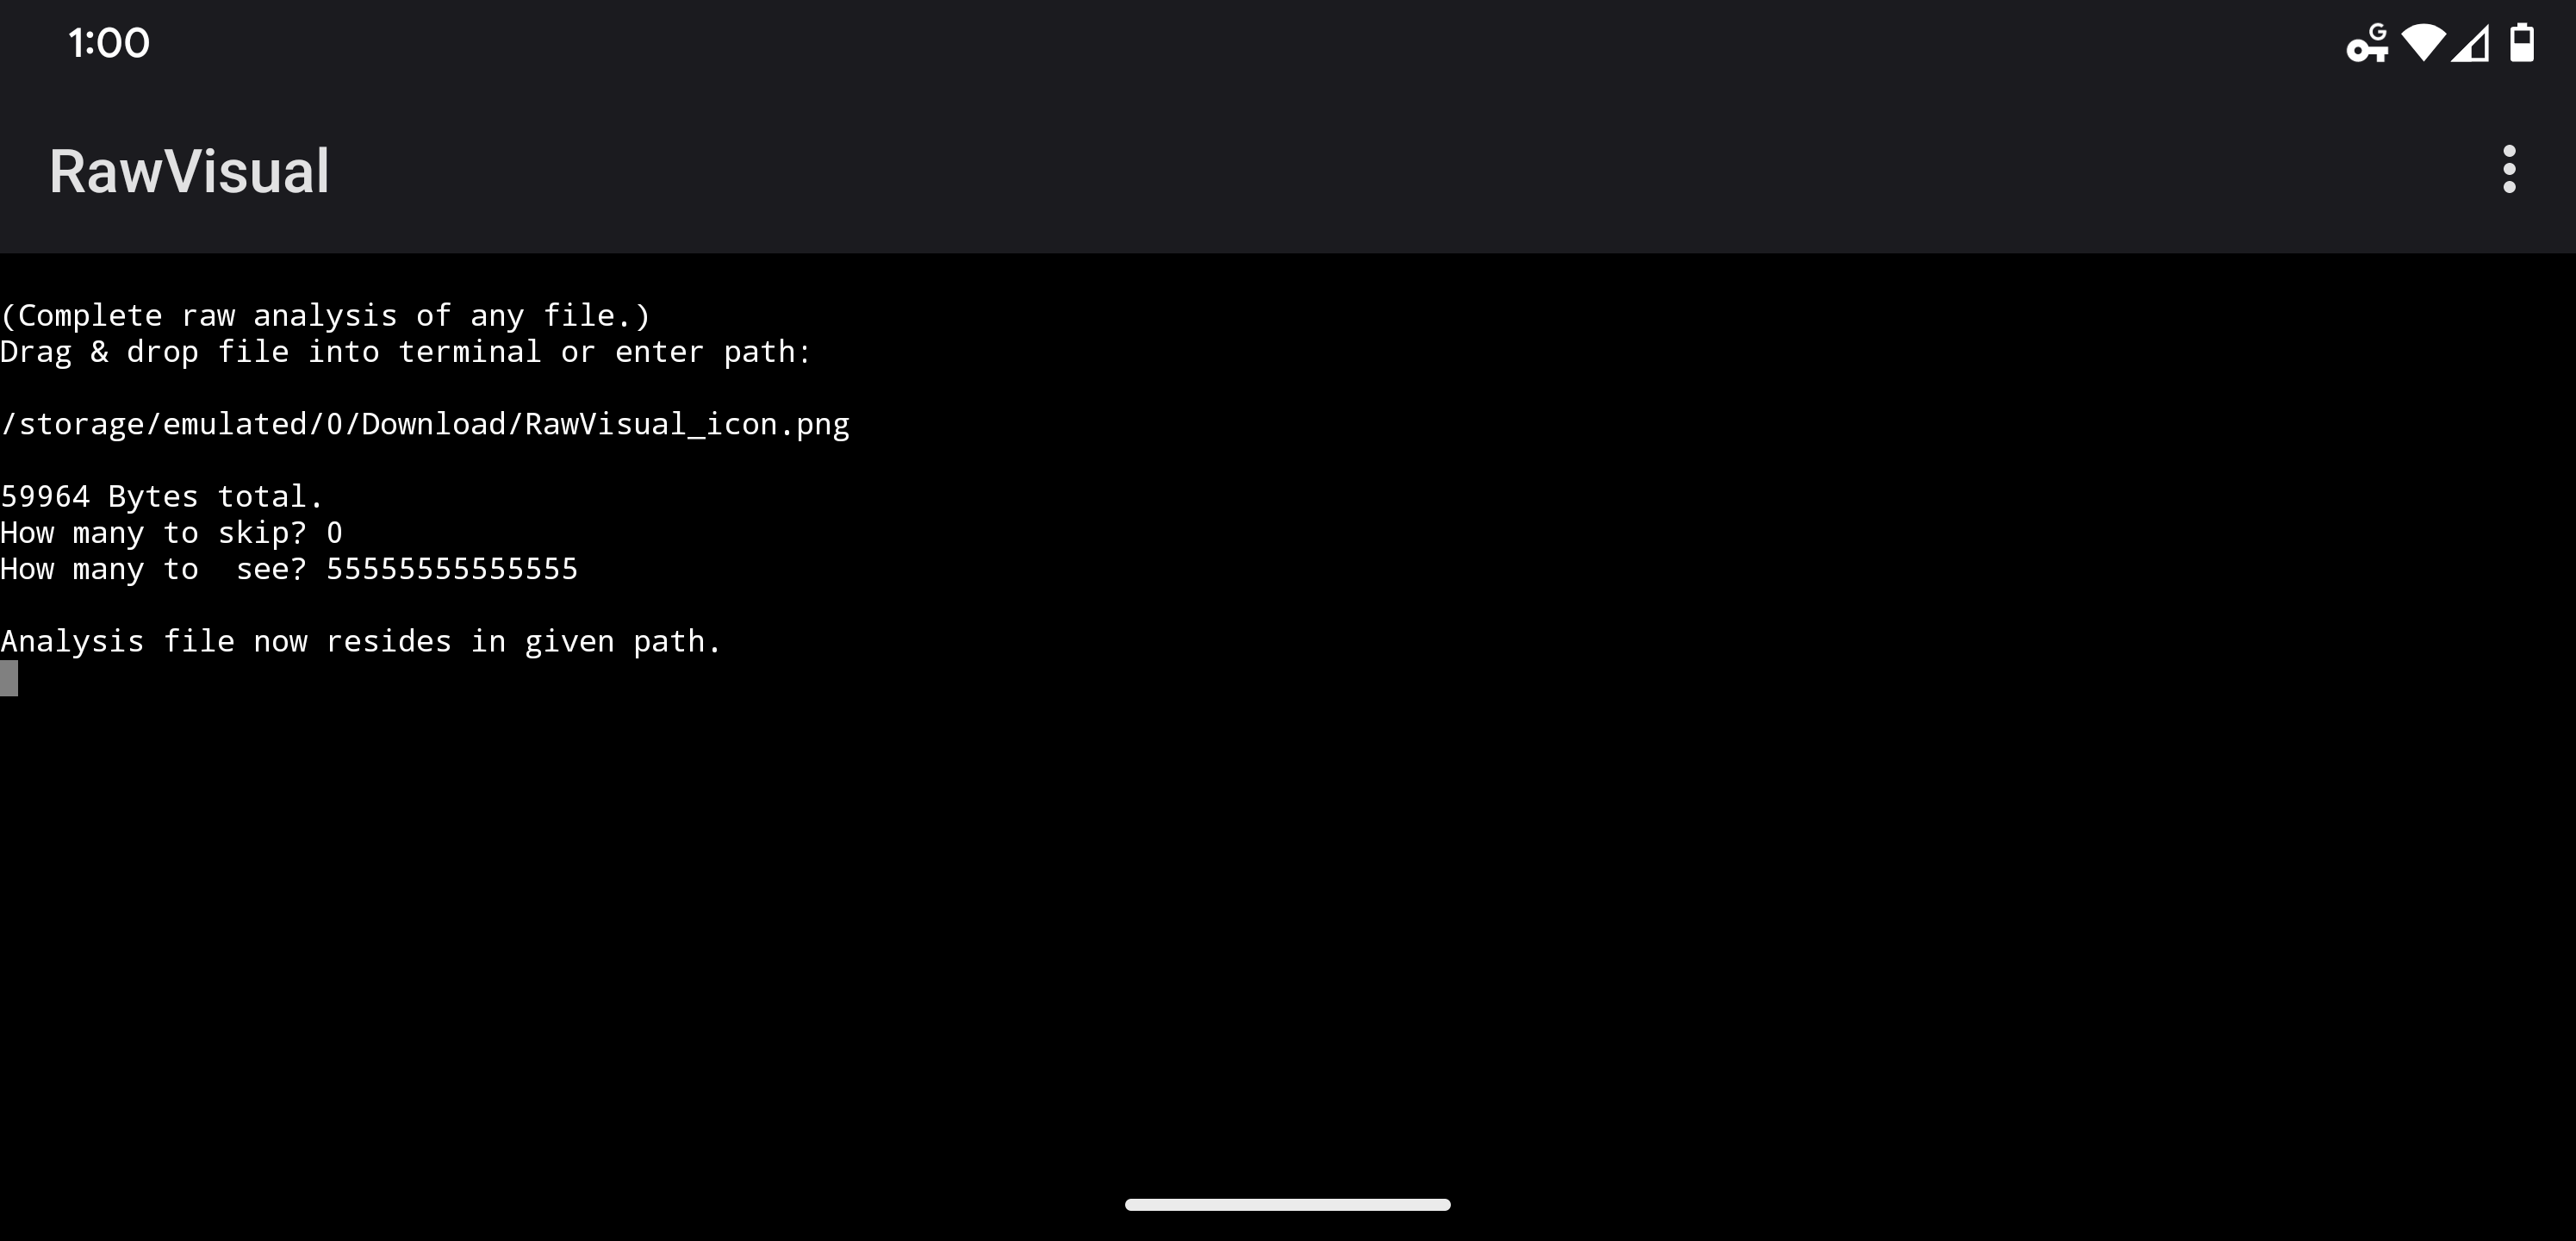 1:00
G
RawVisual
(Complete raw analysis of any file.)
Drag & drop file into terminal or enter path:
/storage/emulated/0/Download/RawVisual_icon.png
59964 Bytes total.
How many to skip? 0
How many to  see? 55555555555555
Analysis file now resides in given path.